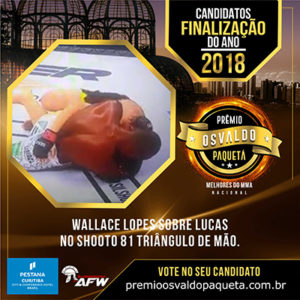 CANDIDATOS
FINALIZAÇÃO
DO ANO
2018
PRÊMIO
OSVALDO
PAQUETÁ
MELHORES DO MMA
NACIONAL
WALLACE LOPES SOBRE LUCAS
NO SHOOTO 81 TRIÂNGULO DE MÃO.
PESTANA
CURITIBA
AFW
VOTE NO SEU CANDIDATO
premioosvaldopaqueta.com.br